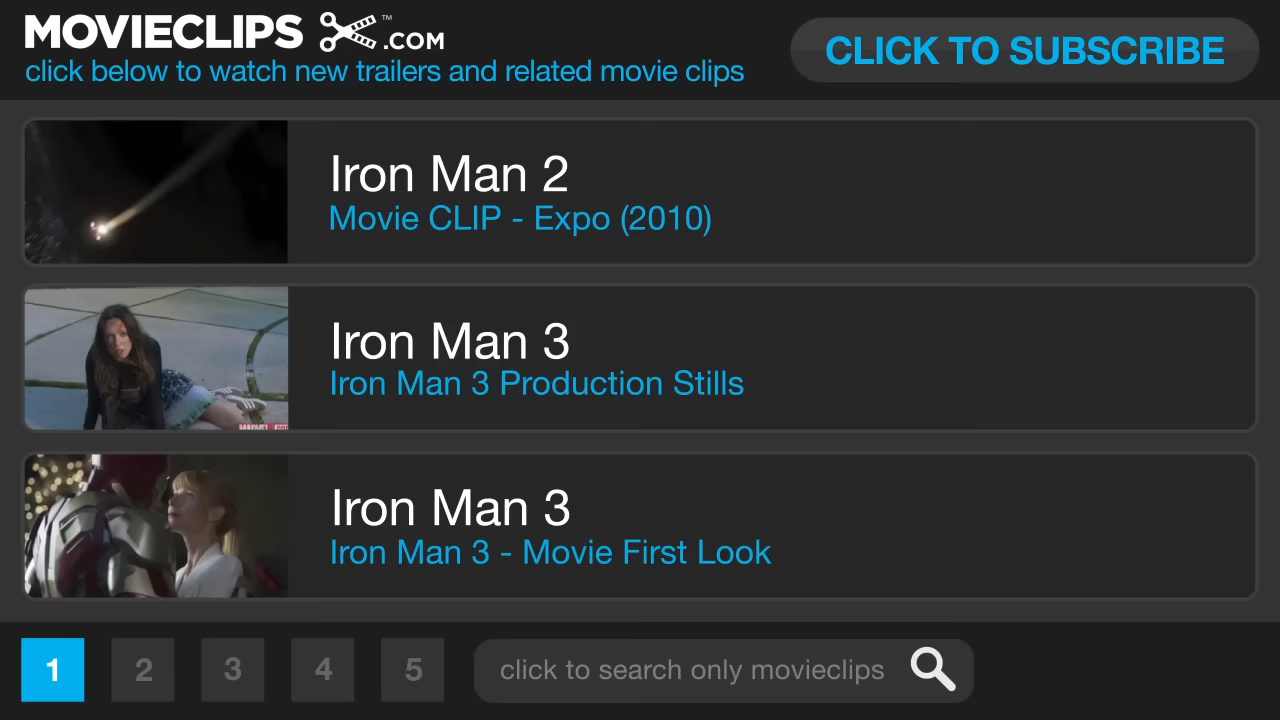 MOVIECLIPS ™ .COM
click below to watch new trailers and related movie clips
CLICK TO SUBSCRIBE
Iron Man 2
Movie CLIP - Expo (2010)
Iron Man 3
Iron Man 3 Production Stills
MARVEL
Iron Man 3
Iron Man 3 - Movie First Look
1 2 3 4 5
click to search only movieclips